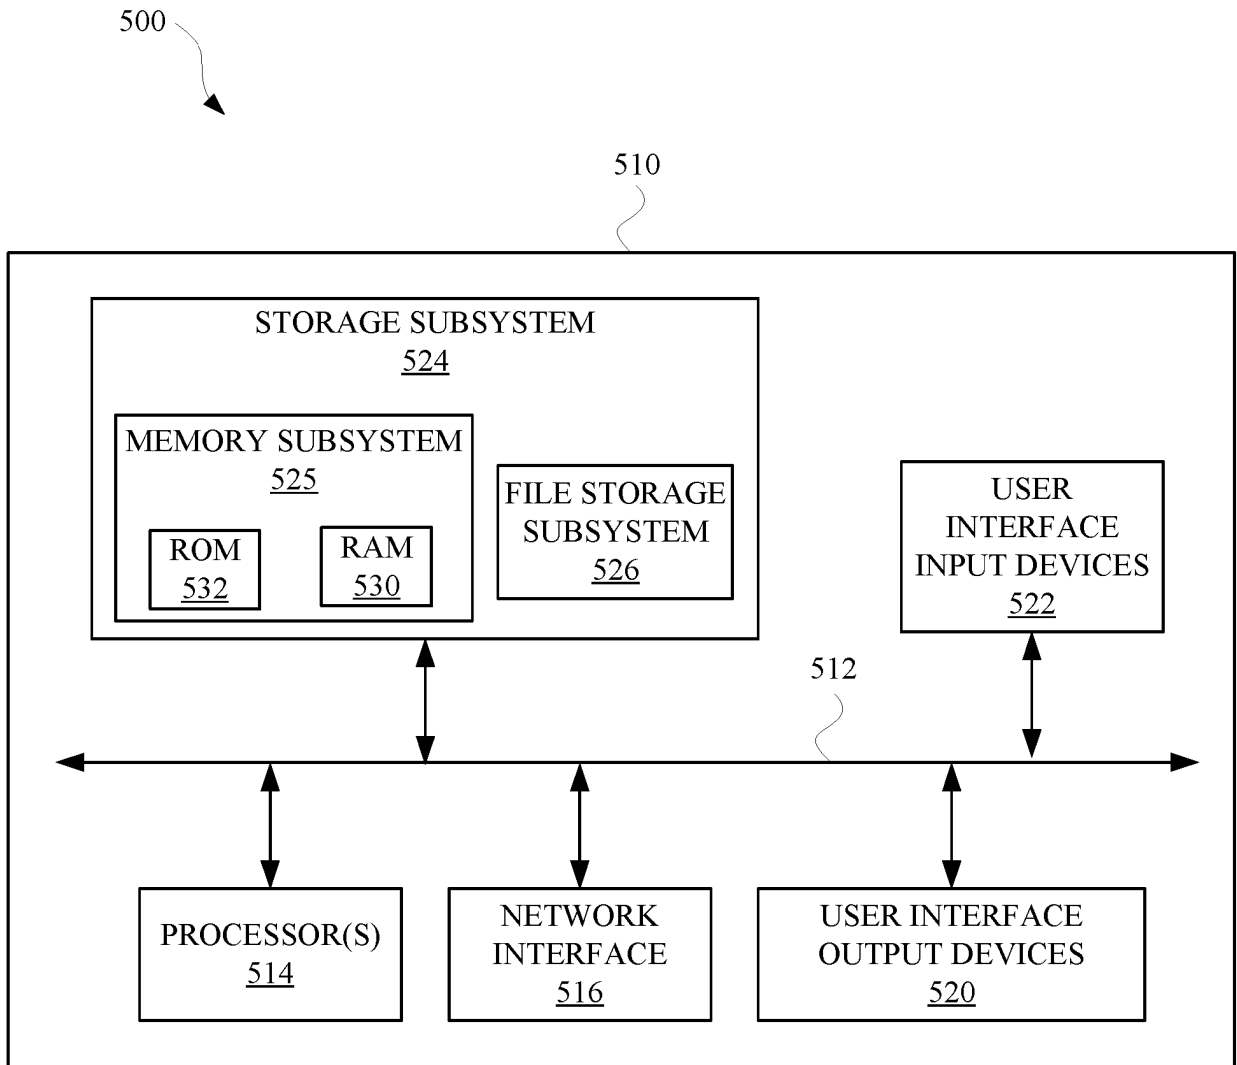 500
510
STORAGE SUBSYSTEM
524
MEMORY SUBSYSTEM
525
ROM
532
RAM
530
FILE STORAGE
SUBSYSTEM
526
USER
INTERFACE
INPUT DEVICES
522
512
PROCESSOR(S)
514
NETWORK
INTERFACE
516
USER INTERFACE
OUTPUT DEVICES
520